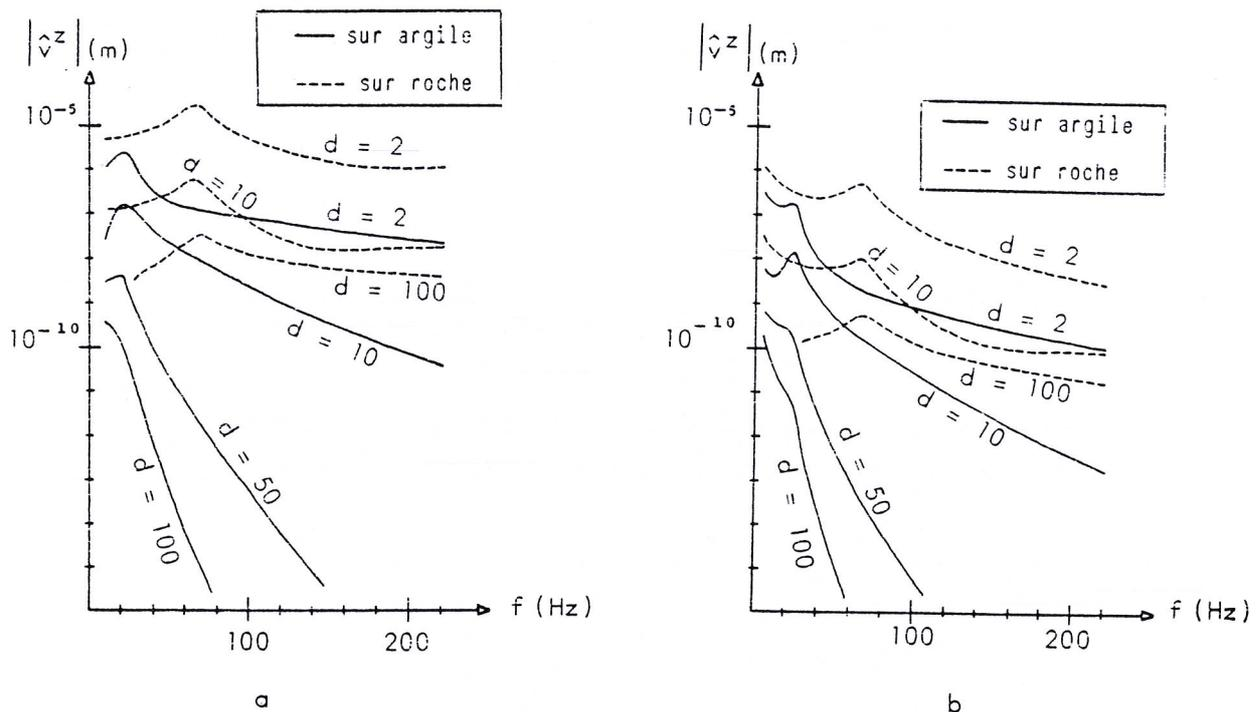 |v̂ᶻ| (m)
sur argile
sur roche
10⁻⁵
d = 2
d = 10
d = 2
d = 100
10⁻¹⁰
d = 10
d = 50
d = 100
f (Hz)
100
200
a
|v̂ᶻ| (m)
sur argile
sur roche
10⁻⁵
d = 2
d = 10
d = 2
10⁻¹⁰
d = 100
d = 10
d = 50
d = 100
f (Hz)
100
200
b